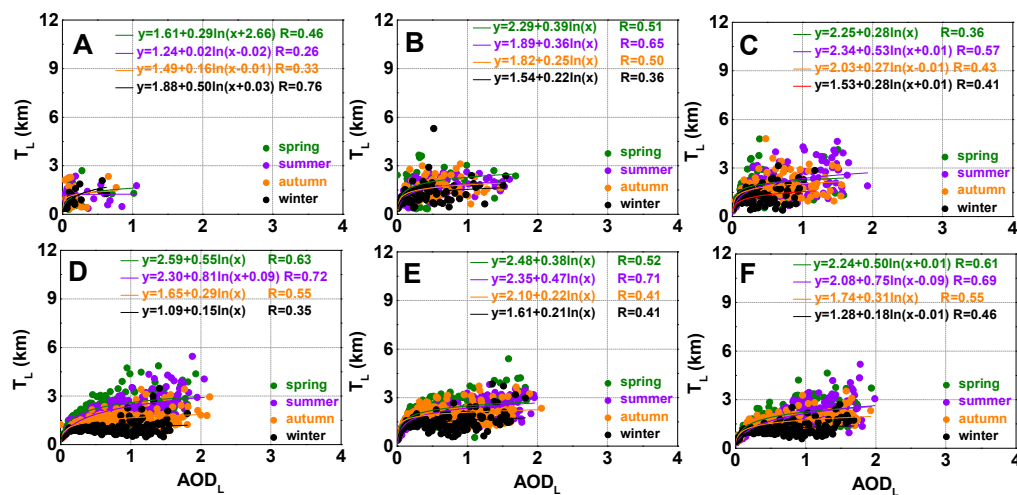 A
y=1.61+0.29ln(x+2.66) R=0.46
y=1.24+0.02ln(x-0.02) R=0.26
y=1.49+0.16ln(x-0.01) R=0.33
y=1.88+0.50ln(x+0.03) R=0.76
12
9
6
3
0
T_L (km)
spring
summer
autumn
winter
0 1 2 3 4
B
y=2.29+0.39ln(x) R=0.51
y=1.89+0.36ln(x) R=0.65
y=1.82+0.25ln(x) R=0.50
y=1.54+0.22ln(x) R=0.36
12
9
6
3
0
T_L (km)
spring
summer
autumn
winter
0 1 2 3 4
C
y=2.25+0.28ln(x) R=0.36
y=2.34+0.53ln(x+0.01) R=0.57
y=2.03+0.27ln(x-0.01) R=0.43
y=1.53+0.28ln(x+0.01) R=0.41
12
9
6
3
0
T_L (km)
spring
summer
autumn
winter
0 1 2 3 4
D
y=2.59+0.55ln(x) R=0.63
y=2.30+0.81ln(x+0.09) R=0.72
y=1.65+0.29ln(x) R=0.55
y=1.09+0.15ln(x) R=0.35
12
9
6
3
0
T_L (km)
spring
summer
autumn
winter
0 1 2 3 4
AOD_L
E
y=2.48+0.38ln(x) R=0.52
y=2.35+0.47ln(x) R=0.71
y=2.10+0.22ln(x) R=0.41
y=1.61+0.21ln(x) R=0.41
12
9
6
3
0
T_L (km)
spring
summer
autumn
winter
0 1 2 3 4
AOD_L
F
y=2.24+0.50ln(x+0.01) R=0.61
y=2.08+0.75ln(x-0.09) R=0.69
y=1.74+0.31ln(x) R=0.55
y=1.28+0.18ln(x-0.01) R=0.46
12
9
6
3
0
T_L (km)
spring
summer
autumn
winter
0 1 2 3 4
AOD_L